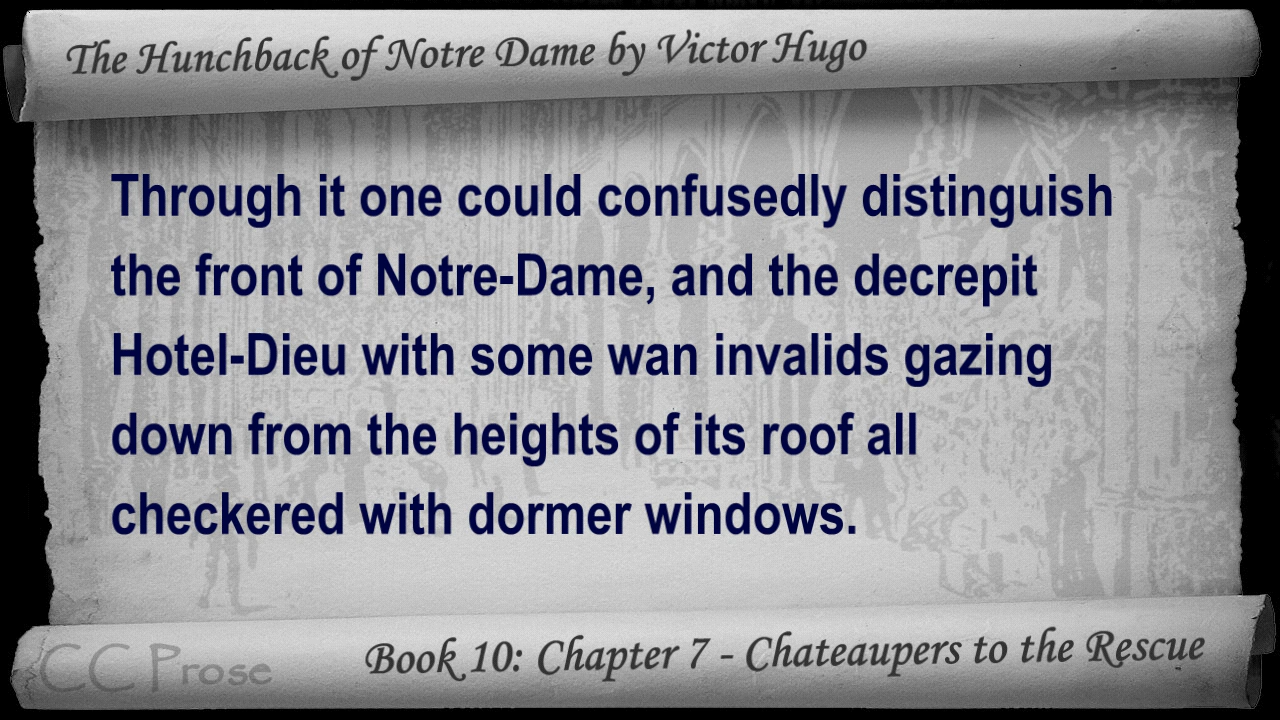 The Hunchback of Notre Dame by Victor Hugo
Through it one could confusedly distinguish
the front of Notre-Dame, and the decrepit
Hotel-Dieu with some wan invalids gazing
down from the heights of its roof all
checkered with dormer windows.
CC Prose
Book 10: Chapter 7 - Chateaupers to the Rescue